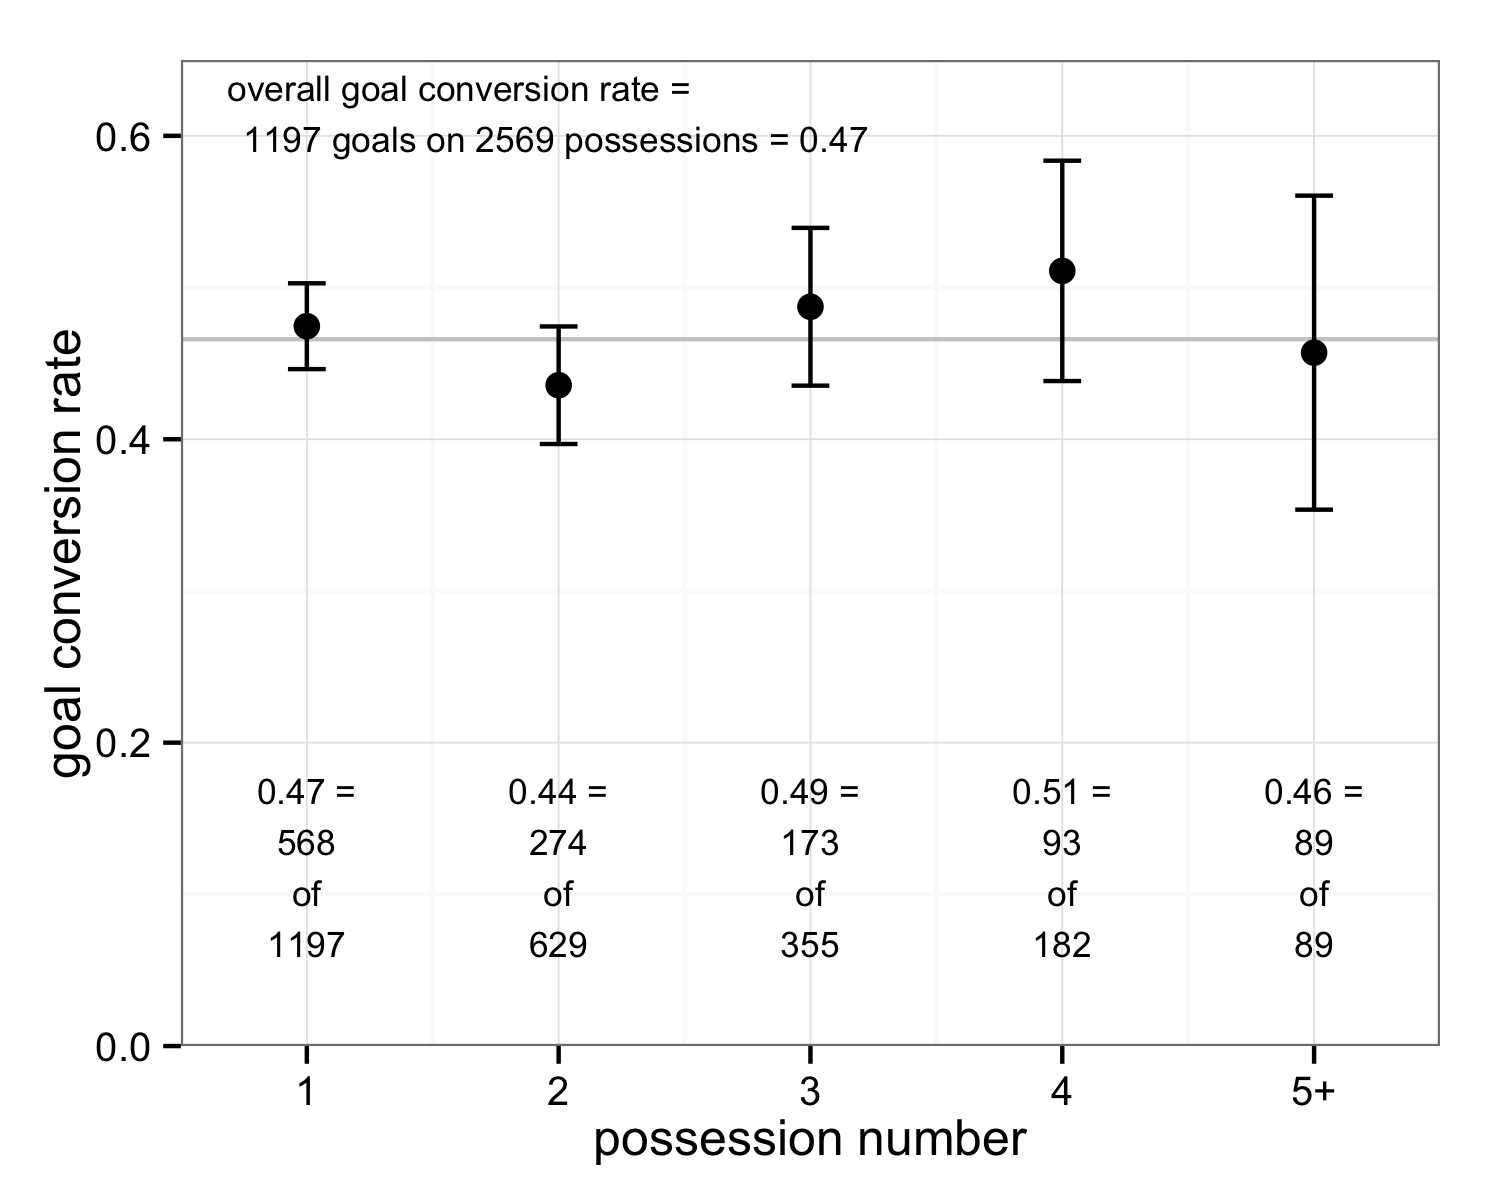 overall goal conversion rate =
1197 goals on 2569 possessions = 0.47
goal conversion rate
0.6
0.4
0.2
0.0
0.47 = 0.44 = 0.49 = 0.51 = 0.46 =
568 274 173 93 89
of of of of of
1197 629 355 182 89
1 2 3 4 5+
possession number